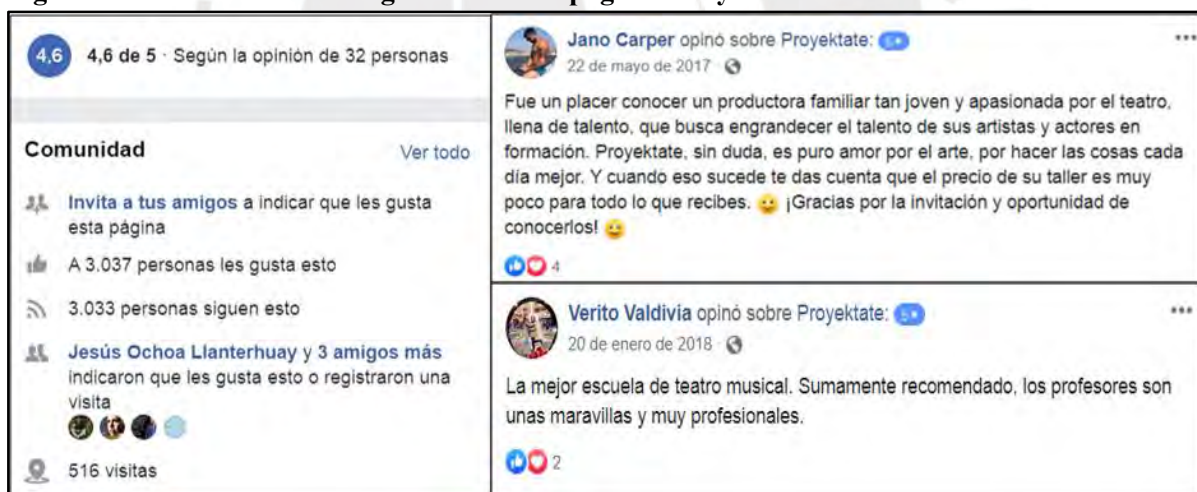 4,6
4,6 de 5 · Según la opinión de 32 personas
Comunidad
Ver todo
Invita a tus amigos a indicar que les gusta
esta página
A 3.037 personas les gusta esto
3.033 personas siguen esto
Jesús Ochoa Llanterhuay y 3 amigos más
indicaron que les gusta esto o registraron una
visita
516 visitas
Jano Carper opinó sobre Proyektate: 5★
22 de mayo de 2017 ·
Fue un placer conocer un productora familiar tan joven y apasionada por el teatro,
llena de talento, que busca engrandecer el talento de sus artistas y actores en
formación. Proyektate, sin duda, es puro amor por el arte, por hacer las cosas cada
día mejor. Y cuando eso sucede te das cuenta que el precio de su taller es muy
poco para todo lo que recibes. 😀 ¡Gracias por la invitación y oportunidad de
conocerlos! 😀
4
Verito Valdivia opinó sobre Proyektate: 5★
20 de enero de 2018 ·
La mejor escuela de teatro musical. Sumamente recomendado, los profesores son
unas maravillas y muy profesionales.
2